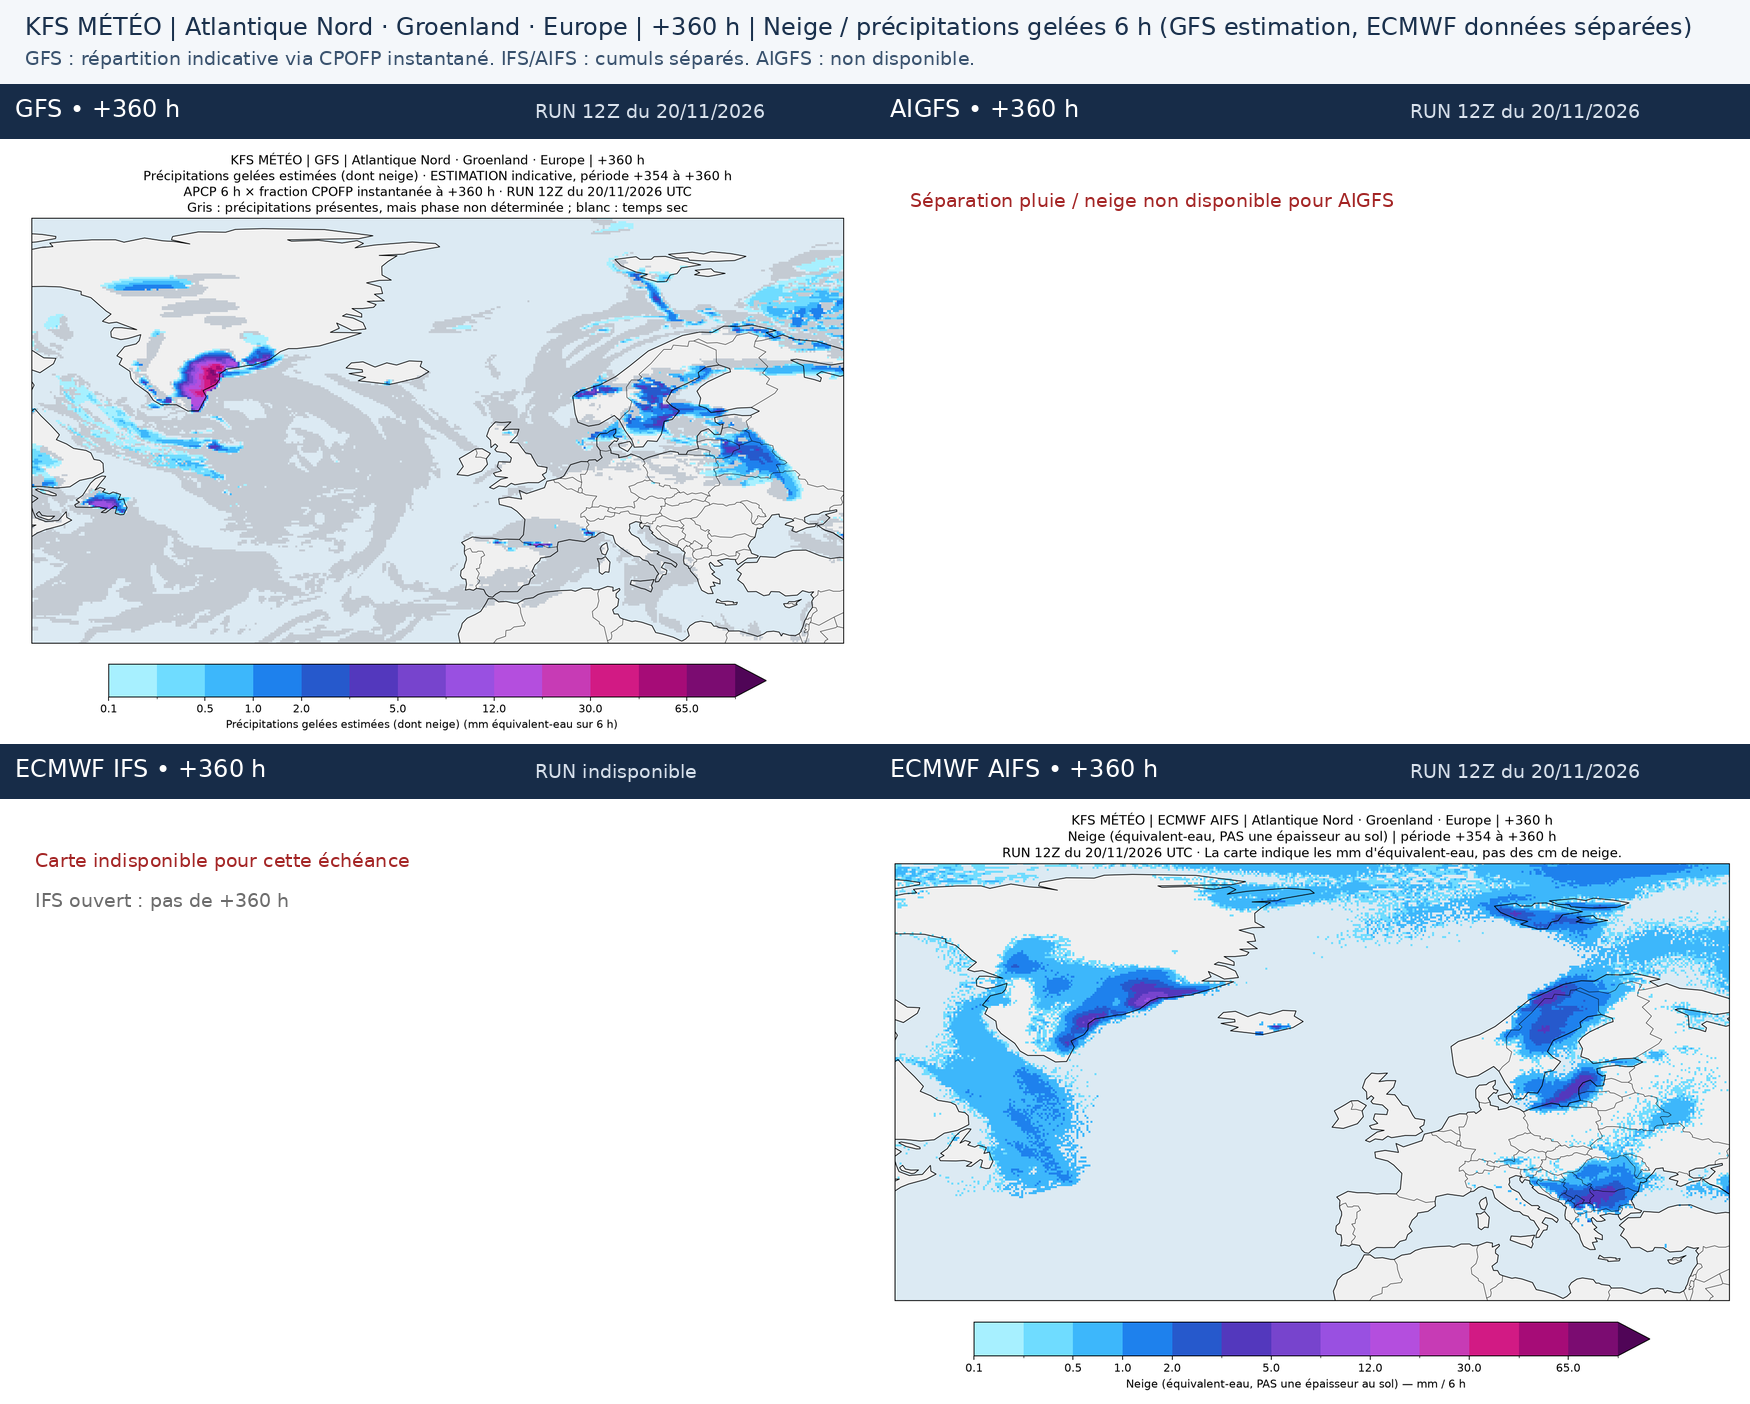 KFS MÉTÉO | Atlantique Nord · Groenland · Europe | +360 h | Neige / précipitations gelées 6 h (GFS estimation, ECMWF données séparées)
GFS : répartition indicative via CPOFP instantané. IFS/AIFS : cumuls séparés. AIGFS : non disponible.
GFS • +360 h
RUN 12Z du 20/11/2026
AIGFS • +360 h
RUN 12Z du 20/11/2026
KFS MÉTÉO | GFS | Atlantique Nord · Groenland · Europe | +360 h
Précipitations gelées estimées (dont neige) · ESTIMATION indicative, période +354 à +360 h
APCP 6 h × fraction CPOFP instantanée à +360 h · RUN 12Z du 20/11/2026 UTC
Gris : précipitations présentes, mais phase non déterminée ; blanc : temps sec
Séparation pluie / neige non disponible pour AIGFS
0.1 0.5 1.0 2.0 5.0 12.0 30.0 65.0
Précipitations gelées estimées (dont neige) (mm équivalent-eau sur 6 h)
ECMWF IFS • +360 h
RUN indisponible
ECMWF AIFS • +360 h
RUN 12Z du 20/11/2026
Carte indisponible pour cette échéance
IFS ouvert : pas de +360 h
KFS MÉTÉO | ECMWF AIFS | Atlantique Nord · Groenland · Europe | +360 h
Neige (équivalent-eau, PAS une épaisseur au sol) | période +354 à +360 h
RUN 12Z du 20/11/2026 UTC · La carte indique les mm d'équivalent-eau, pas des cm de neige.
0.1 0.5 1.0 2.0 5.0 12.0 30.0 65.0
Neige (équivalent-eau, PAS une épaisseur au sol) — mm / 6 h